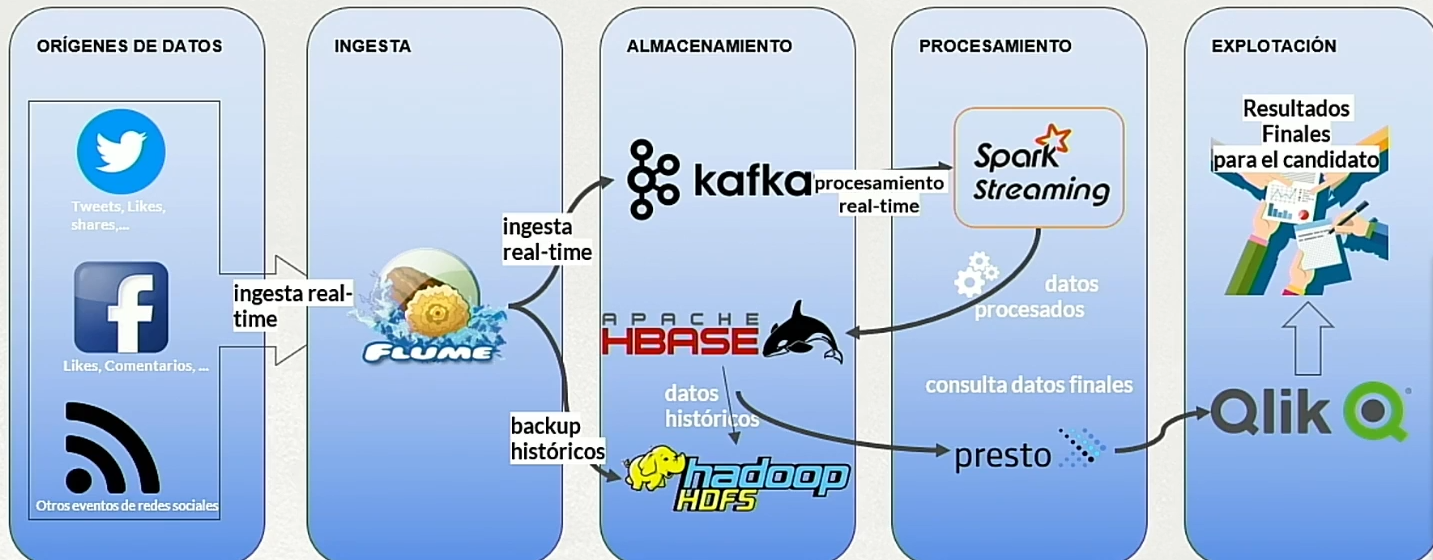 ORÍGENES DE DATOS
Tweets, Likes,
shares,...
Likes, Comentarios, ...
Otros eventos de redes sociales
ingesta real-
time
INGESTA
FLUME
ingesta
real-time
backup
históricos
ALMACENAMIENTO
kafka
procesamiento
real-time
APACHE
HBASE
datos
históricos
hadoop
HDFS
PROCESAMIENTO
Spark
Streaming
datos
procesados
consulta datos finales
presto
EXPLOTACIÓN
Resultados
Finales
para el candidato
Qlik